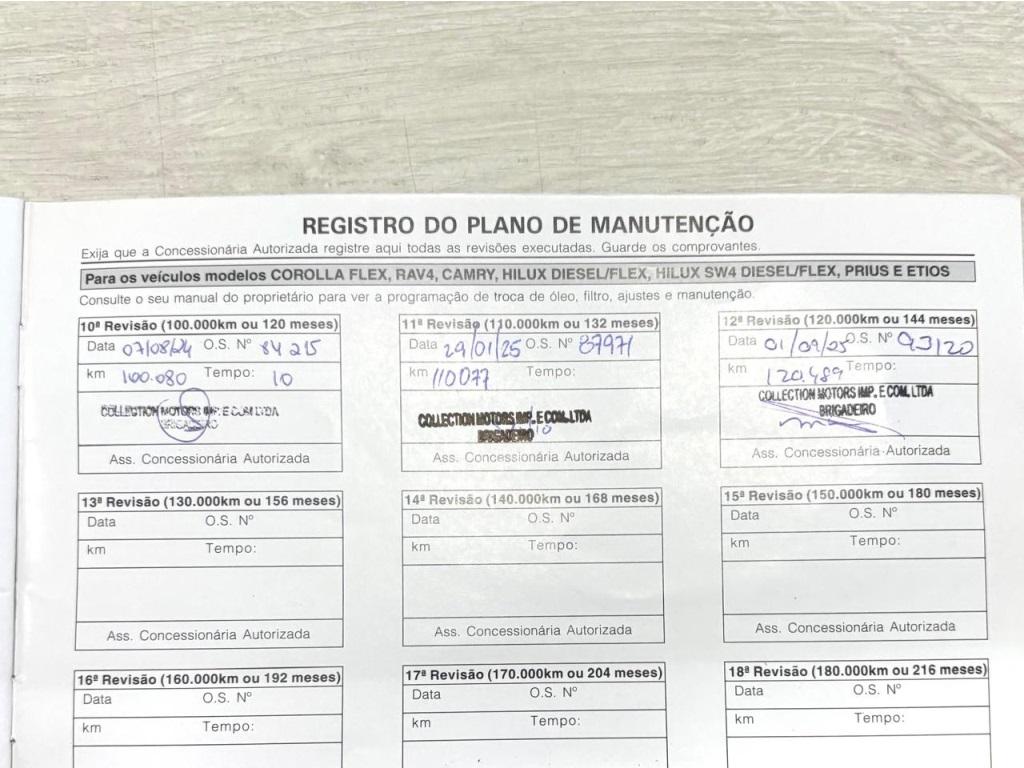 REGISTRO DO PLANO DE MANUTENÇÃO
Exija que a Concessionária Autorizada registre aqui todas as revisões executadas. Guarde os comprovantes.
Para os veículos modelos COROLLA FLEX, RAV4, CAMRY, HILUX DIESEL/FLEX, HILUX SW4 DIESEL/FLEX, PRIUS E ETIOS
Consulte o seu manual do proprietário para ver a programação de troca de óleo, filtro, ajustes e manutenção.
10ª Revisão (100.000km ou 120 meses)
Data 07/08/24 O.S. Nº 84215
km 100.080 Tempo: 10
COLLECTION MOTORS IMP. E COM. LTDA
BRIGADEIRO
Ass. Concessionária Autorizada
11ª Revisão (110.000km ou 132 meses)
Data 29/01/25 O.S. Nº 87971
km 110077 Tempo:
COLLECTION MOTORS IMP. E COM. LTDA
BRIGADEIRO
Ass. Concessionária Autorizada
12ª Revisão (120.000km ou 144 meses)
Data 01/09/25 O.S. Nº 93120
km 120.489 Tempo:
COLLECTION MOTORS IMP. E COM. LTDA
BRIGADEIRO
Ass. Concessionária Autorizada
13ª Revisão (130.000km ou 156 meses)
Data O.S. Nº
km Tempo:
Ass. Concessionária Autorizada
14ª Revisão (140.000km ou 168 meses)
Data O.S. Nº
km Tempo:
Ass. Concessionária Autorizada
15ª Revisão (150.000km ou 180 meses)
Data O.S. Nº
km Tempo:
Ass. Concessionária Autorizada
16ª Revisão (160.000km ou 192 meses)
Data O.S. Nº
km Tempo:
17ª Revisão (170.000km ou 204 meses)
Data O.S. Nº
km Tempo:
18ª Revisão (180.000km ou 216 meses)
Data O.S. Nº
km Tempo: